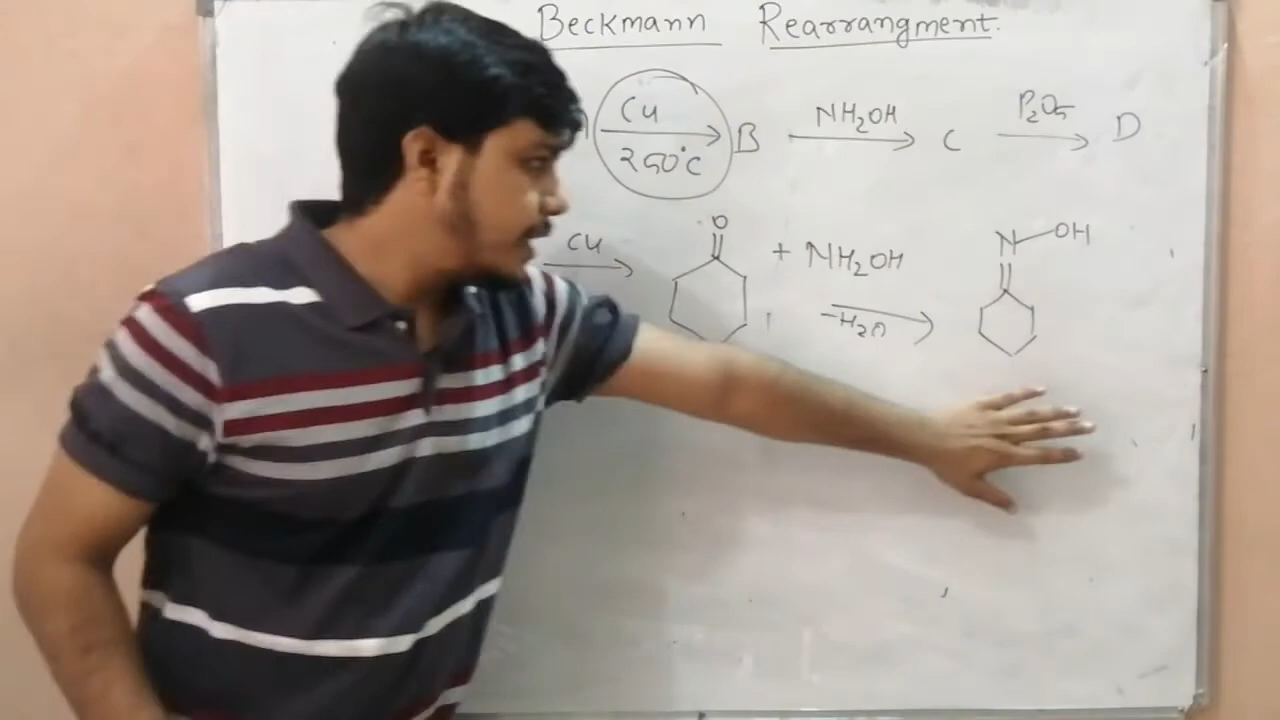 Beckmann Rearrangment.
Cu
250°C
B NH₂OH C P₂O₅ D
Cu
O
+ NH₂OH
-H₂O
N-OH